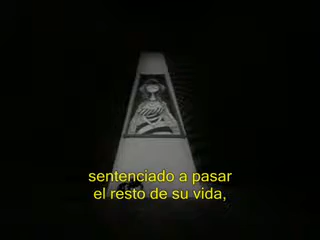 sentenciado a pasar
el resto de su vida,